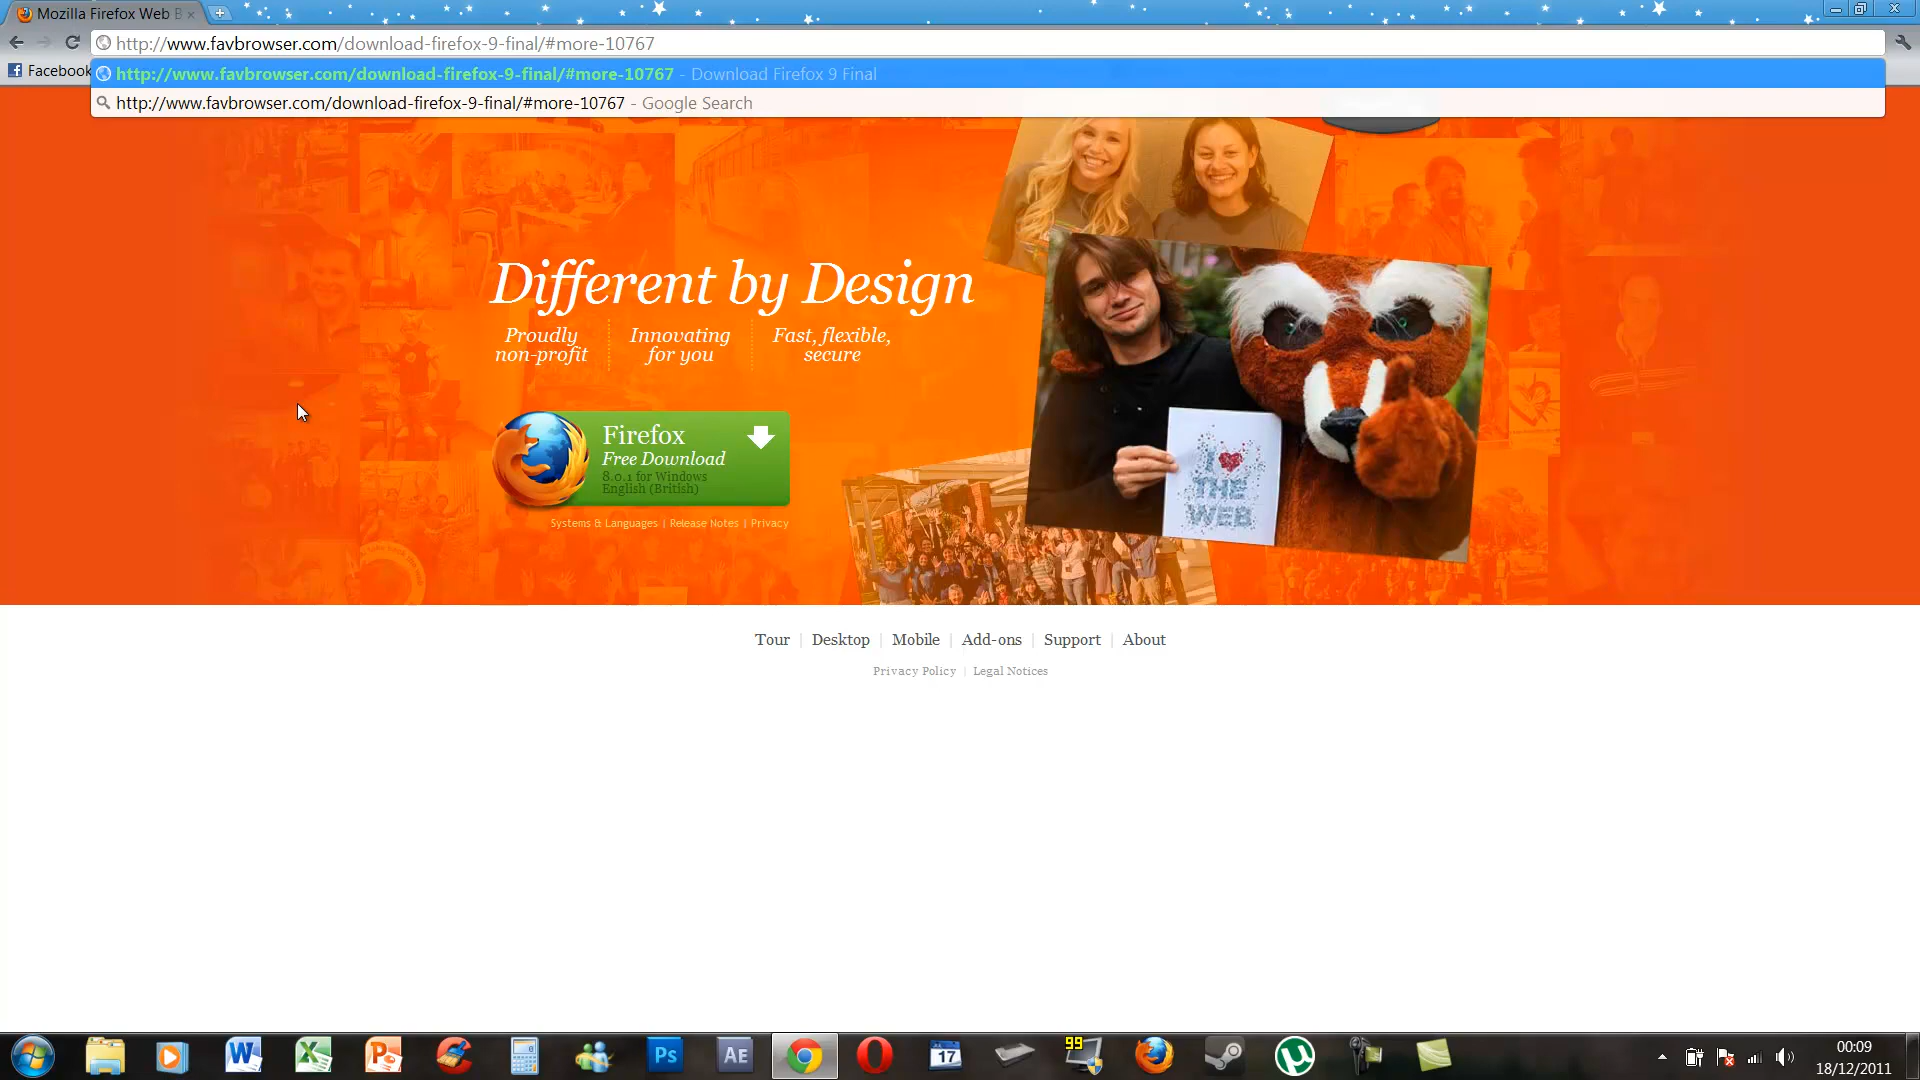 Mozilla Firefox Web B
http://www.favbrowser.com/download-firefox-9-final/#more-10767
Facebook
http://www.favbrowser.com/download-firefox-9-final/#more-10767 - Download Firefox 9 Final
http://www.favbrowser.com/download-firefox-9-final/#more-10767 - Google Search
Different by Design
Proudly
non-profit
Innovating
for you
Fast, flexible,
secure
Firefox
Free Download
8.0.1 for Windows
English (British)
Systems & Languages | Release Notes | Privacy
I
THE
WEB
Tour | Desktop | Mobile | Add-ons | Support | About
Privacy Policy | Legal Notices
W
X
P
Ps
AE
17
99
00:09
18/12/2011